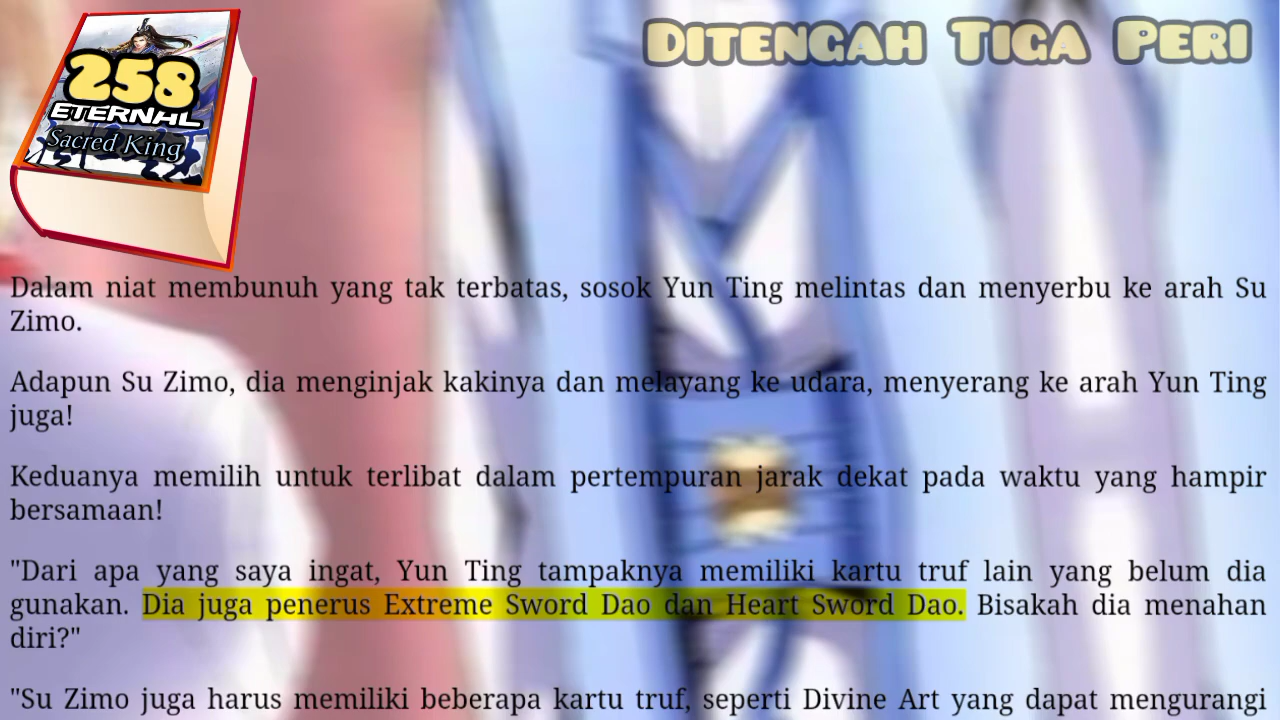 258
ETERNAL
Sacred King
DITENGAH TIGA PERI
Dalam niat membunuh yang tak terbatas, sosok Yun Ting melintas dan menyerbu ke arah Su
Zimo.
Adapun Su Zimo, dia menginjak kakinya dan melayang ke udara, menyerang ke arah Yun Ting
juga!
Keduanya memilih untuk terlibat dalam pertempuran jarak dekat pada waktu yang hampir
bersamaan!
"Dari apa yang saya ingat, Yun Ting tampaknya memiliki kartu truf lain yang belum dia
gunakan. Dia juga penerus Extreme Sword Dao dan Heart Sword Dao. Bisakah dia menahan
diri?"
"Su Zimo juga harus memiliki beberapa kartu truf, seperti Divine Art yang dapat mengurangi